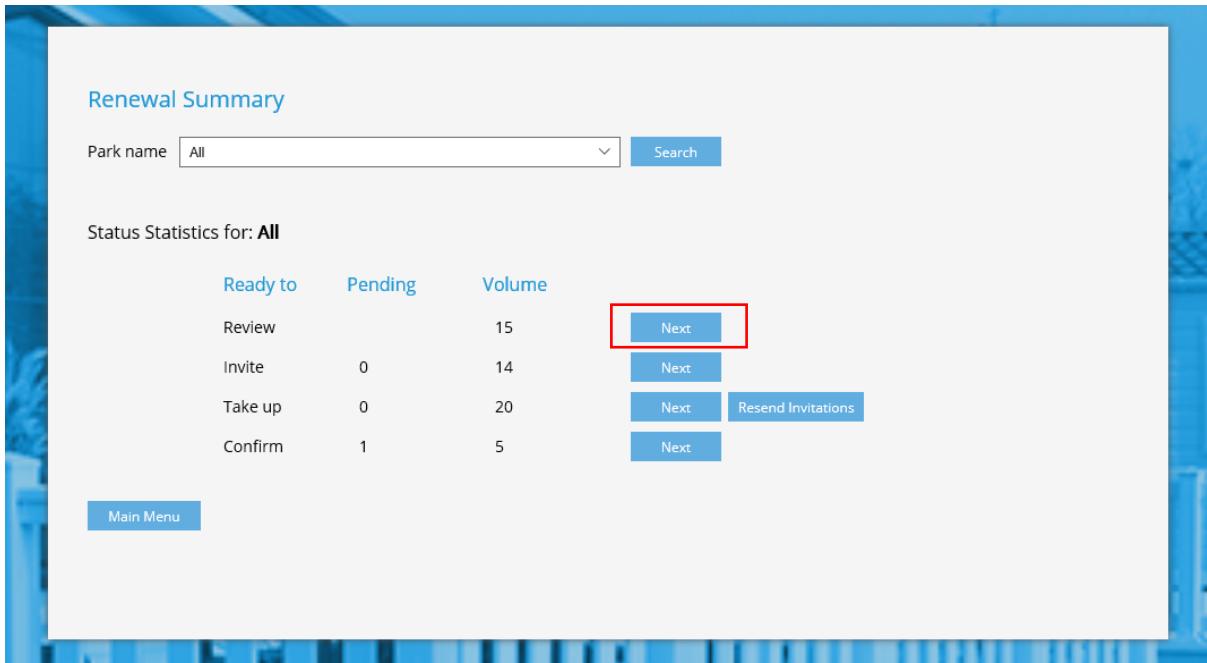 Renewal Summary
Park name All Search
Status Statistics for: All
Ready to Pending Volume
Review 15 Next
Invite 0 14 Next
Take up 0 20 Next Resend Invitations
Confirm 1 5 Next
Main Menu